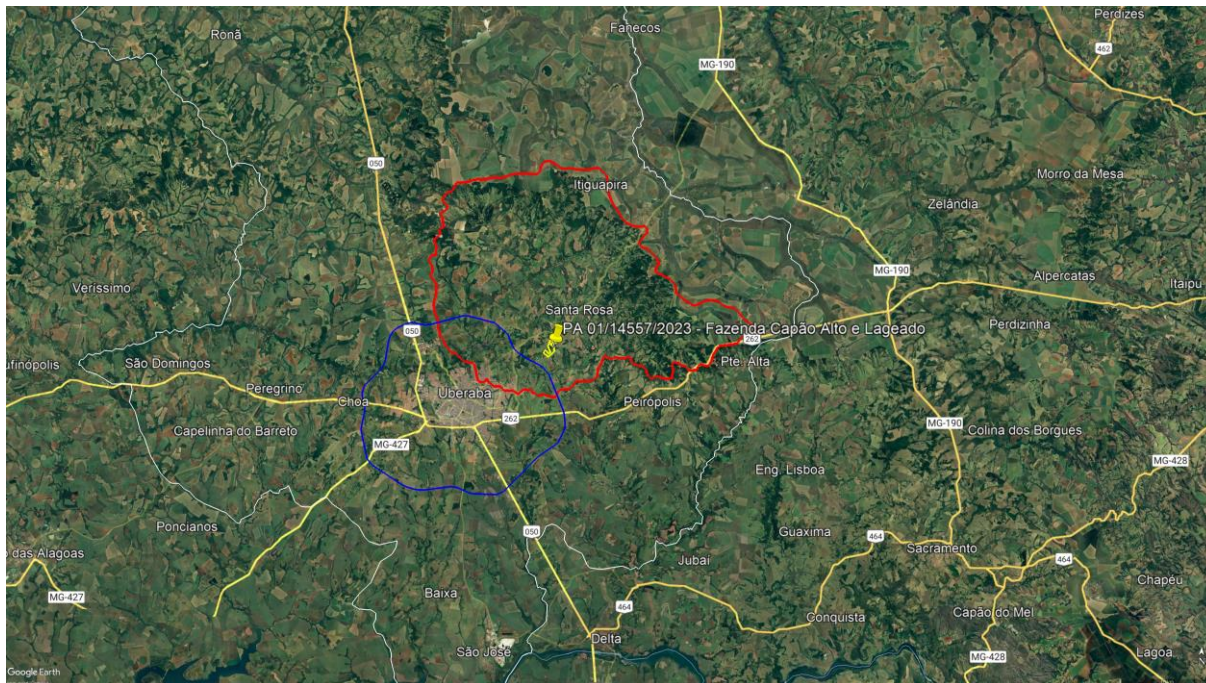 Perdizes
Ronã
Fanecos
462
MG-190
050
Morro da Mesa
Itiguapira
Zelândia
MG-190
Alpercatas
Itaipu
Veríssimo
Santa Rosa
PA 01/14557/2023 - Fazenda Capão Alto e Lageado
Perdizinha
050
262
ufinópolis
São Domingos
Pte. Alta
Peregrino
Uberaba
Choa
Peirópolis
262
MG-190
Capelinha do Barreto
Colina dos Borgues
MG-427
MG-428
Eng. Lisboa
Poncianos
050
Guaxima
464
Sacramento
o das Alagoas
Jubaí
464
Chapéu
Baixa
MG-427
464
Conquista
Capão do Mel
Delta
São José
Lagoa
MG-428
Google Earth